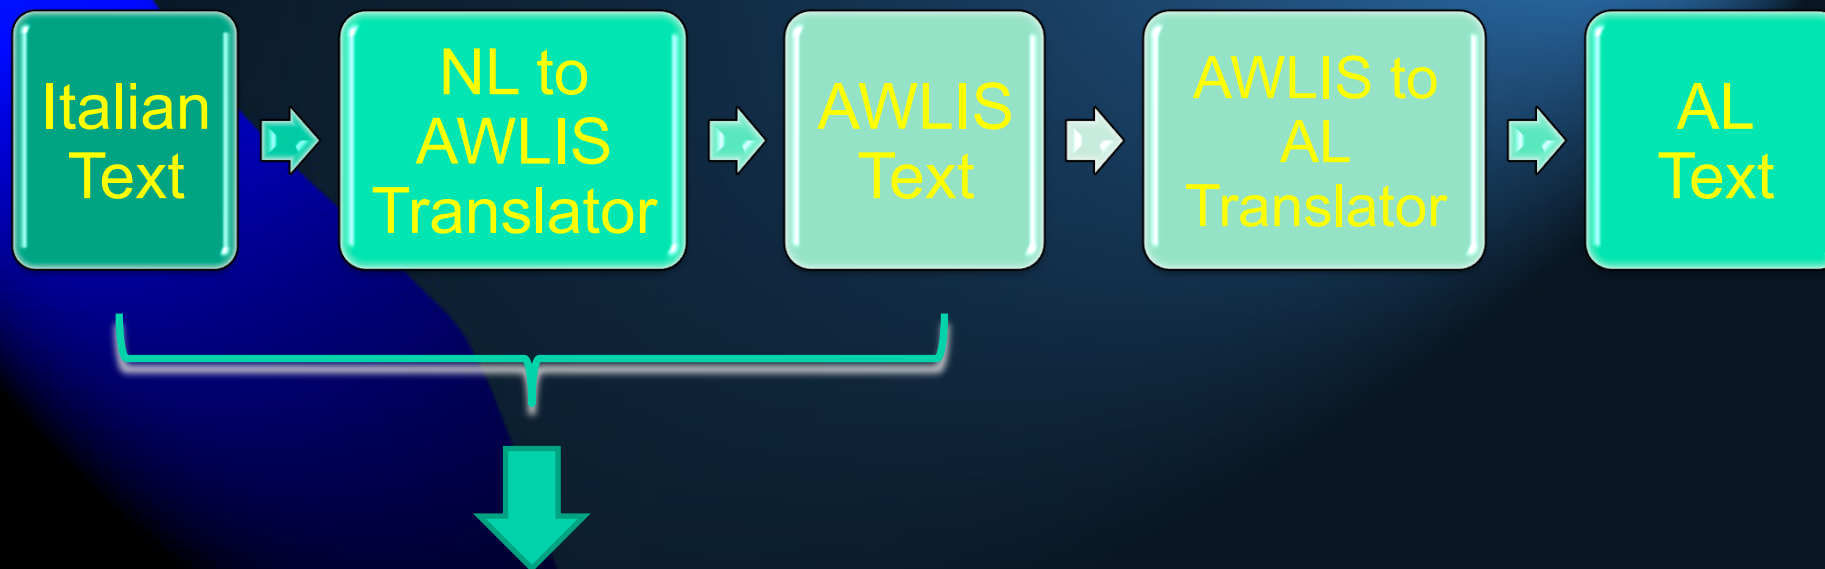 Italian
Text
NL to
AWLIS
Translator
AWLIS
Text
AWLIS to
AL
Translator
AL
Text